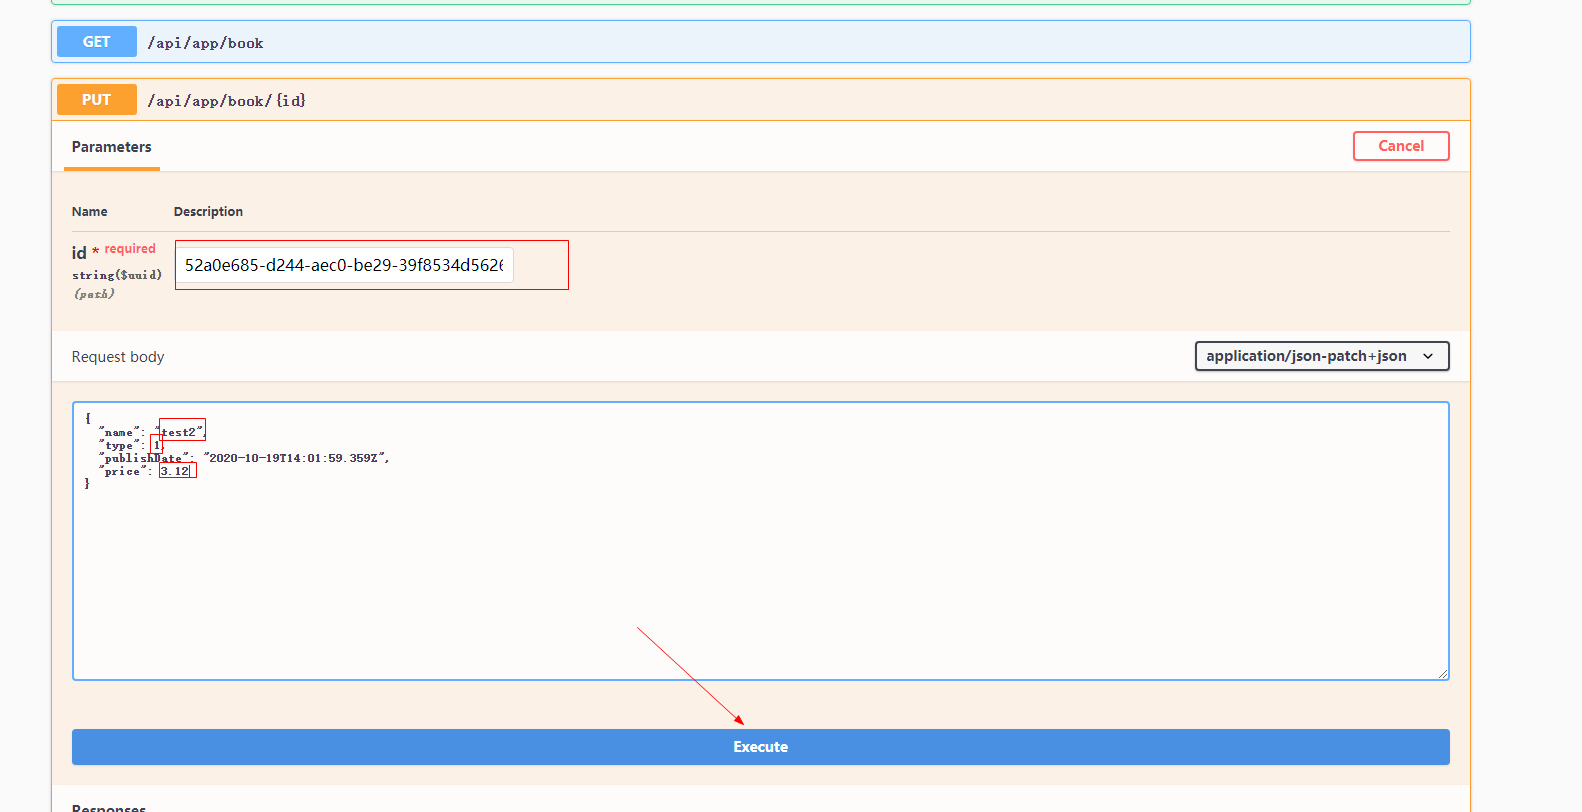 GET /api/app/book
PUT /api/app/book/{id}
Parameters
Cancel
Name Description
id * required
52a0e685-d244-aec0-be29-39f8534d5626
string($uuid)
(path)
Request body
application/json-patch+json
{
"name": "test2",
"type": 1,
"publishDate": "2020-10-19T14:01:59.359Z",
"price": 3.12
}
Execute
Responses